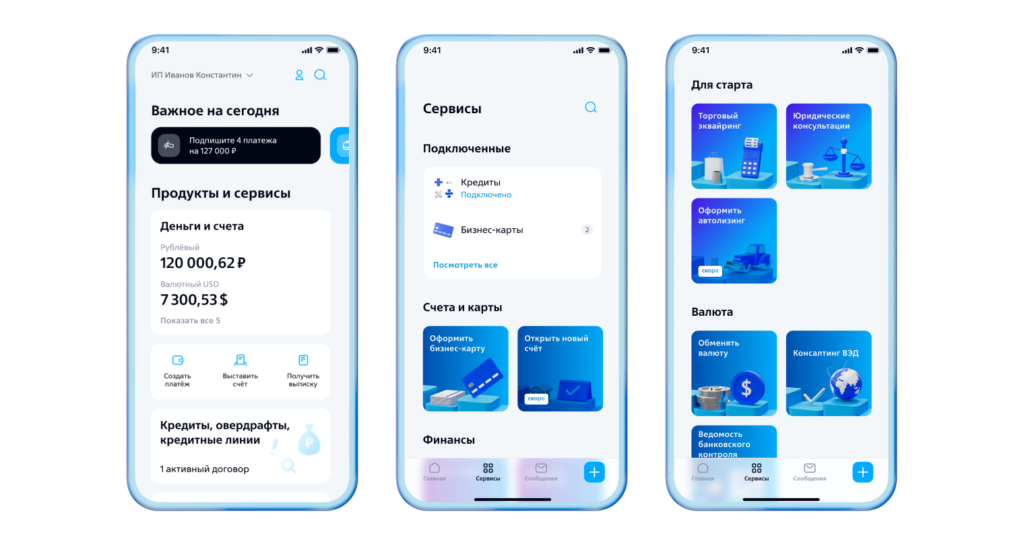 9:41
ИП Иванов Константин
Важное на сегодня
Подпишите 4 платежа
на 127 000 ₽
Продукты и сервисы
Деньги и счета
Рублёвый
120 000,62 ₽
Валютный USD
7 300,53 $
Показать все 5
Создать
платёж
Выставить
счёт
Получить
выписку
Кредиты, овердрафты,
кредитные линии
1 активный договор
9:41
Сервисы
Подключенные
Кредиты
Подключено
Бизнес-карты
2
Посмотреть все
Счета и карты
Оформить
бизнес-карту
Открыть новый
счёт
скоро
Финансы
Главная
Сервисы
Сообщения
9:41
Для старта
Торговый
эквайринг
Юридические
консультации
Оформить
автолизинг
скоро
Валюта
Обменять
валюту
Консалтинг ВЭД
Ведомость
банковского
контроля
Главная
Сервисы
Сообщения